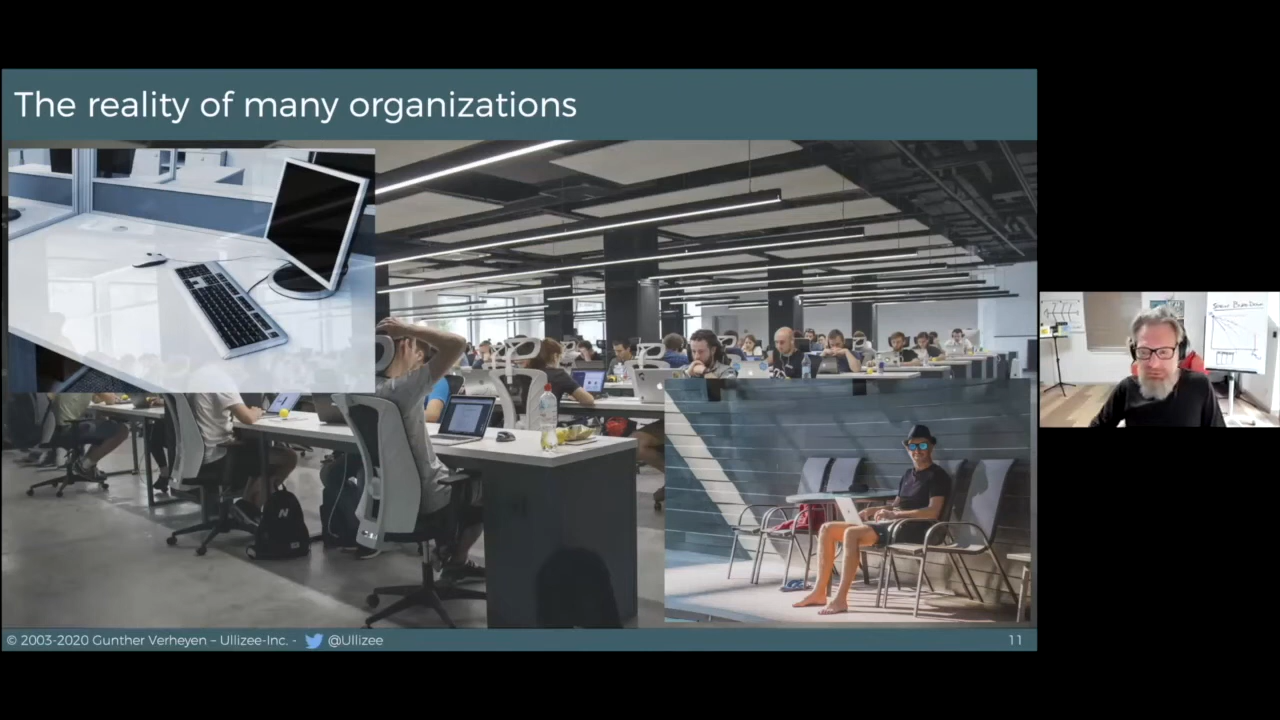 The reality of many organizations
© 2003-2020 Gunther Verheyen – Ullizee-Inc. - @Ullizee
11